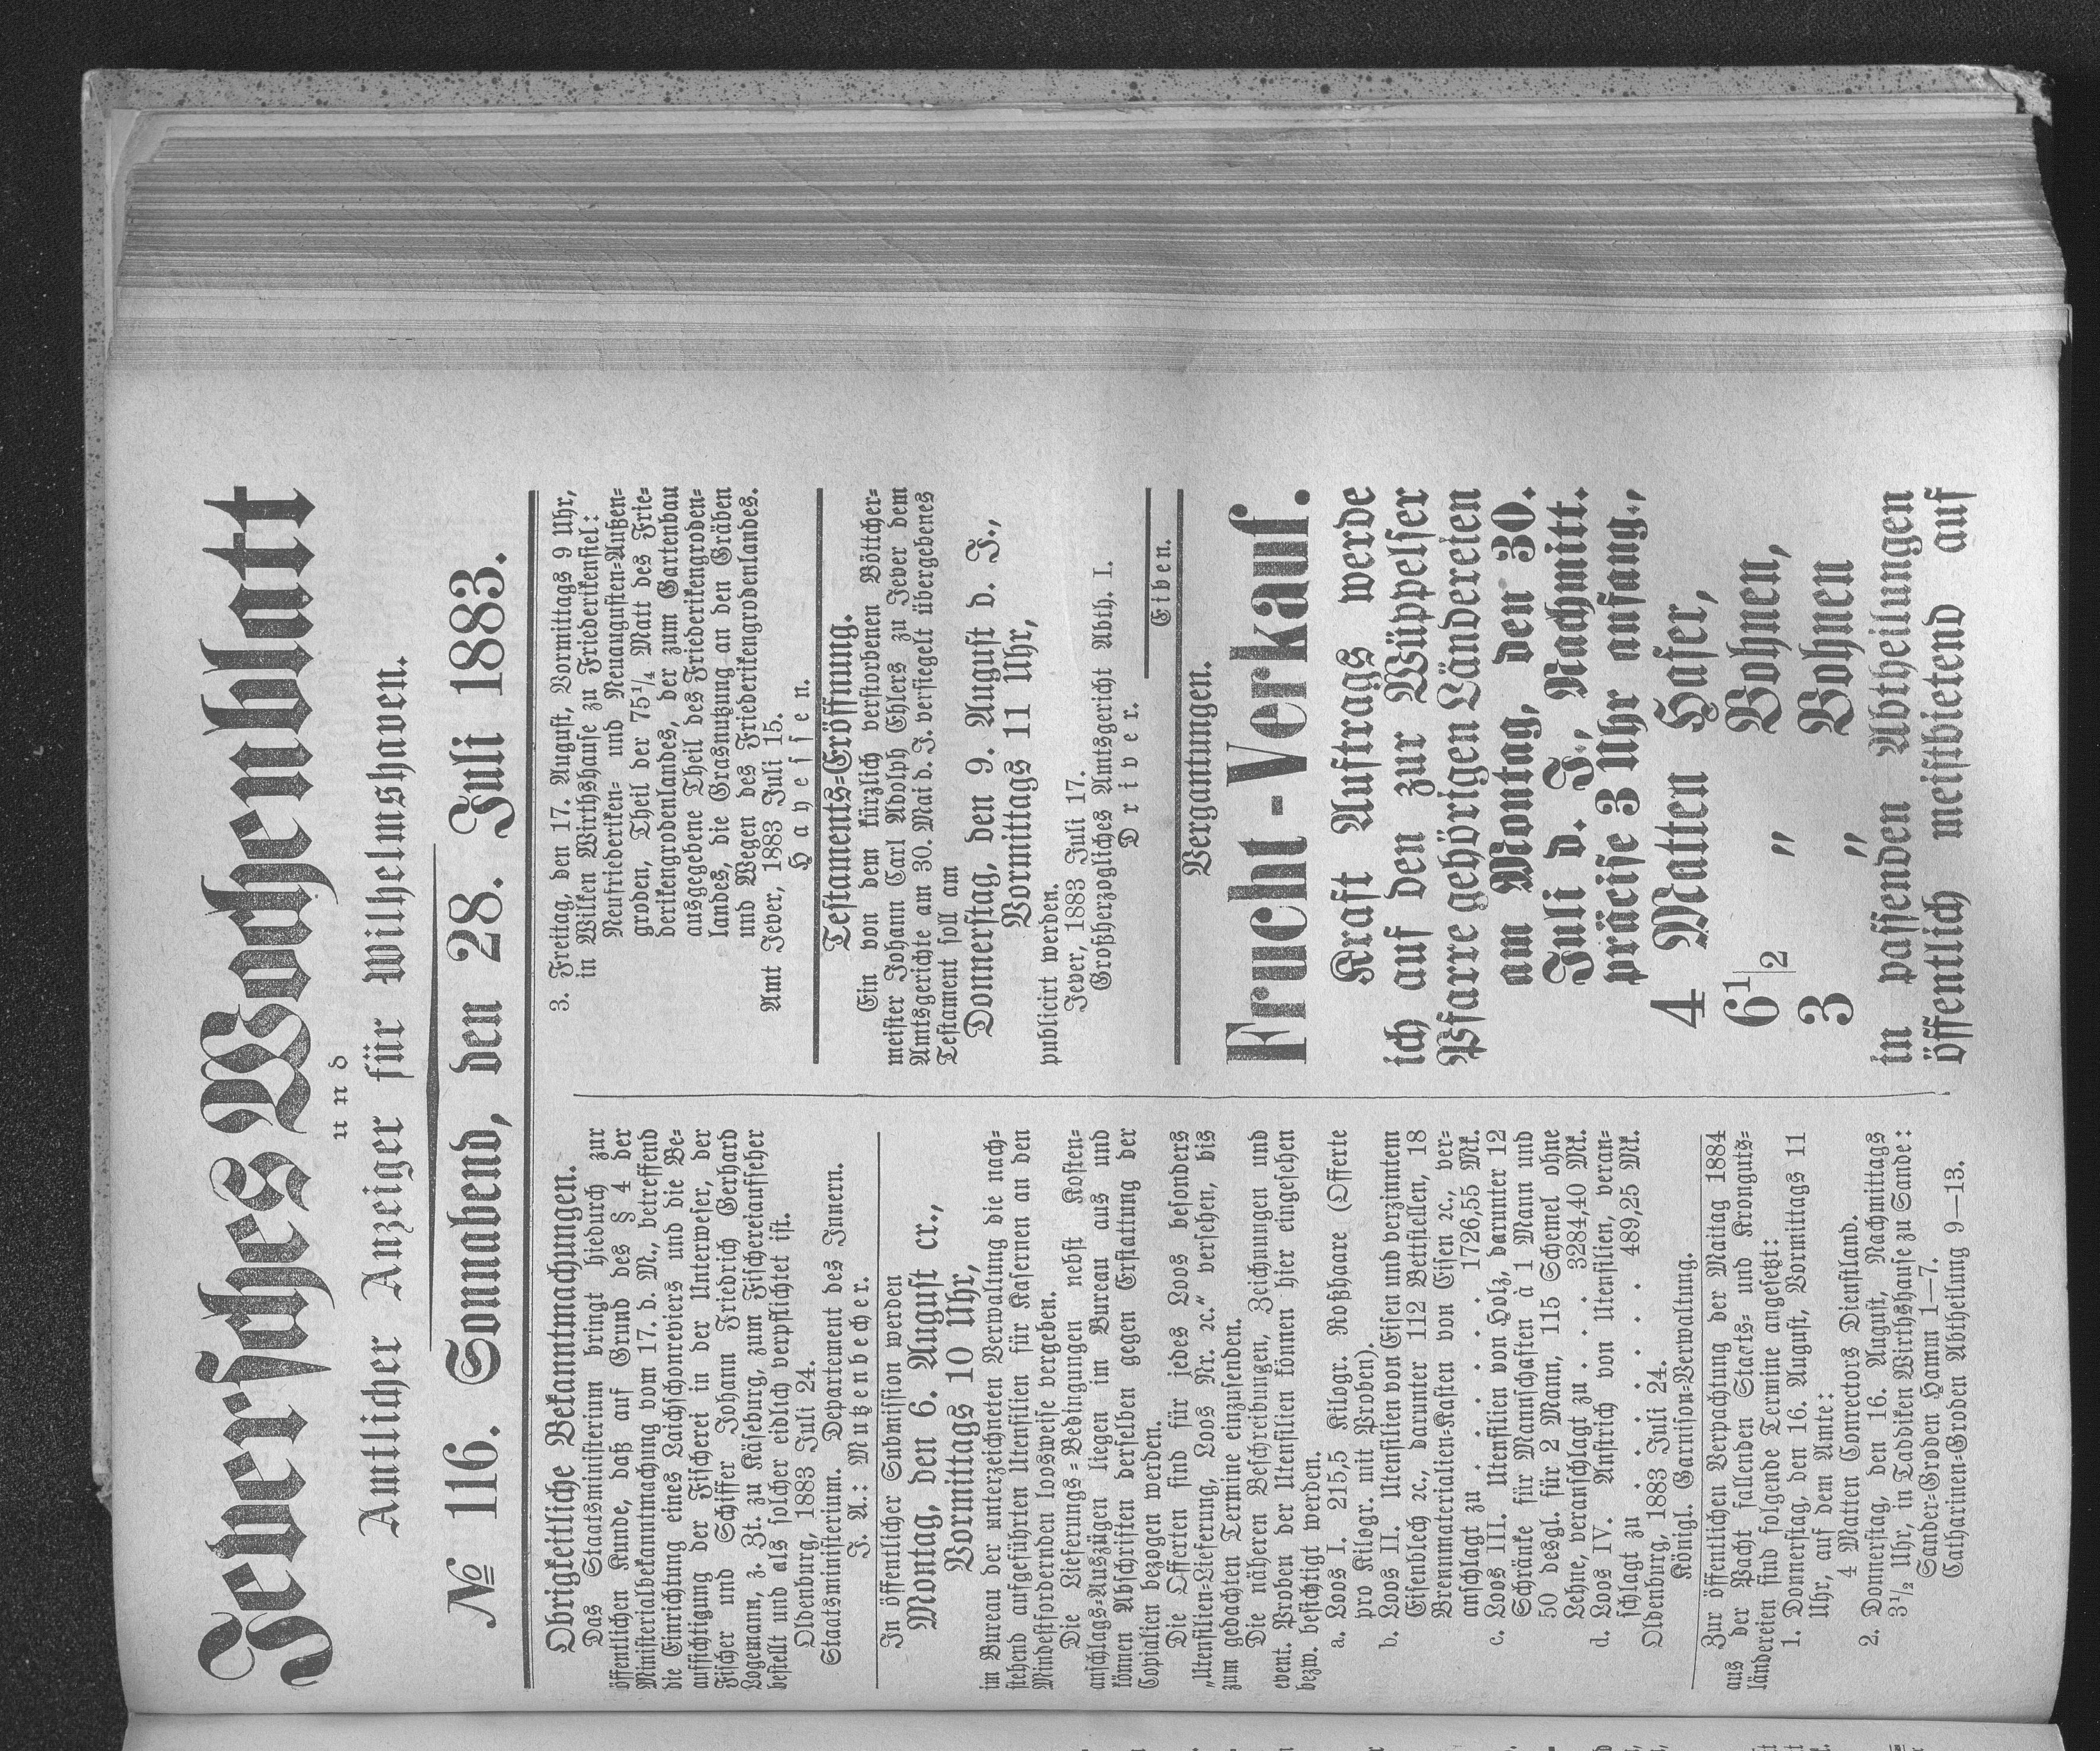 Jeversches Wochenblatt
und
Amtlicher Anzeiger für Wilhelmshaven.
№ 116. Sonnabend, den 28. Juli 1883.
Obrigkeitliche Bekanntmachungen.
Das Staatsministerium bringt hiedurch zur
öffentlichen Kunde, daß auf Grund des § 4 der
Ministerialbekanntmachung vom 17. d. M., betreffend
die Einrichtung eines Laichschonreviers und die Be-
aufsichtigung der Fischerei in der Unterweser, der
Fischer und Schiffer Johann Friedrich Gerhard
Logemann, z. Zt. zu Käseburg, zum Fischereiaufseher
bestellt und als solcher eidlich verpflichtet ist.
Oldenburg, 1883 Juli 24.
Staatsministerium. Departement des Innern.
J. A.: Mutzenbecher.
In öffentlicher Submission werden
Montag, den 6. August cr.,
Vormittags 10 Uhr,
im Bureau der unterzeichneten Verwaltung die nach-
stehend aufgeführten Utensilien für Kasernen an den
Mindestfordernden loosweise vergeben.
Die Lieferungs-Bedingungen nebst Kosten-
anschlags-Auszügen liegen im Bureau aus und
können Abschriften derselben gegen Erstattung der
Copialien bezogen werden.
Die Offerten sind für jedes Loos besonders
„Utensilien-Lieferung, Loos Nr. ꝛc.“ versehen, bis
zum gedachten Termine einzusenden.
Die näheren Beschreibungen, Zeichnungen und
event. Proben der Utensilien können hier eingesehen
bezw. besichtigt werden.
a. Loos I. 215,5 Kilogr. Roßhaare (Offerte
pro Kilogr. mit Proben).
b. Loos II. Utensilien von Eisen und verzinntem
Eisenblech ꝛc., darunter 112 Bettstellen, 18
Brennmaterialien-Kasten von Eisen ꝛc., ver-
anschlagt zu . . . . . . 1726,55 Mk.
c. Loos III. Utensilien von Holz, darunter 12
Schränke für Mannschaften à 1 Mann und
50 desgl. für 2 Mann, 115 Schemel ohne
Lehne, veranschlagt zu . . . 3284,40 Mk.
d. Loos IV. Anstrich von Utensilien, veran-
schlagt zu . . . . . . 489,25 Mk.
Oldenburg, 1883 Juli 24.
Königl. Garnison-Verwaltung.
Zur öffentlichen Verpachtung der Maitag 1884
aus der Pacht fallenden Staats- und Kronguts-
ländereien sind folgende Termine angesetzt:
1. Donnerstag, den 16. August, Vormittags 11
Uhr, auf dem Amte:
4 Matten Conrectors Dienstland.
2. Donnerstag, den 16. August, Nachmittags
3½ Uhr, in Taddiken Wirthshause zu Sande:
Sander-Groden Hamm 1—7.
Catharinen-Groden Abtheilung 9—13.
3. Freitag, den 17. August, Vormittags 9 Uhr,
in Wilken Wirthshause zu Friederikensiel:
Neufriederiken- und Neuaugusten-Außen-
groden, Theil der 75¼ Matt des Frie-
derikengrodenlandes, der zum Gartenbau
ausgegebene Theil des Friederikengroden-
landes, die Grasnutzung an den Gräben
und Wegen des Friederikengrodenlandes.
Amt Jever, 1883 Juli 15.
Hayessen.
Testaments-Eröffnung.
Ein von dem kürzlich verstorbenen Böttcher-
meister Johann Carl Adolph Ehlers zu Jever dem
Amtsgerichte am 30. Mai d. J. versiegelt übergebenes
Testament soll am
Donnerstag, den 9. August d. J.,
Vormittags 11 Uhr,
publicirt werden.
Jever, 1883 Juli 17.
Großherzogliches Amtsgericht Abth. I.
Driver.
Eiben.
Vergantungen.
Frucht-Verkauf.
Kraft Auftrags werde
ich auf den zur Wüppelser
Pfarre gehörigen Ländereien
am Montag, den 30.
Juli d. J., Nachmitt.
präcise 3 Uhr anfang.,
4 Matten Hafer,
6½ " Bohnen,
3 " Bohnen
in passenden Abtheilungen
öffentlich meistbietend auf